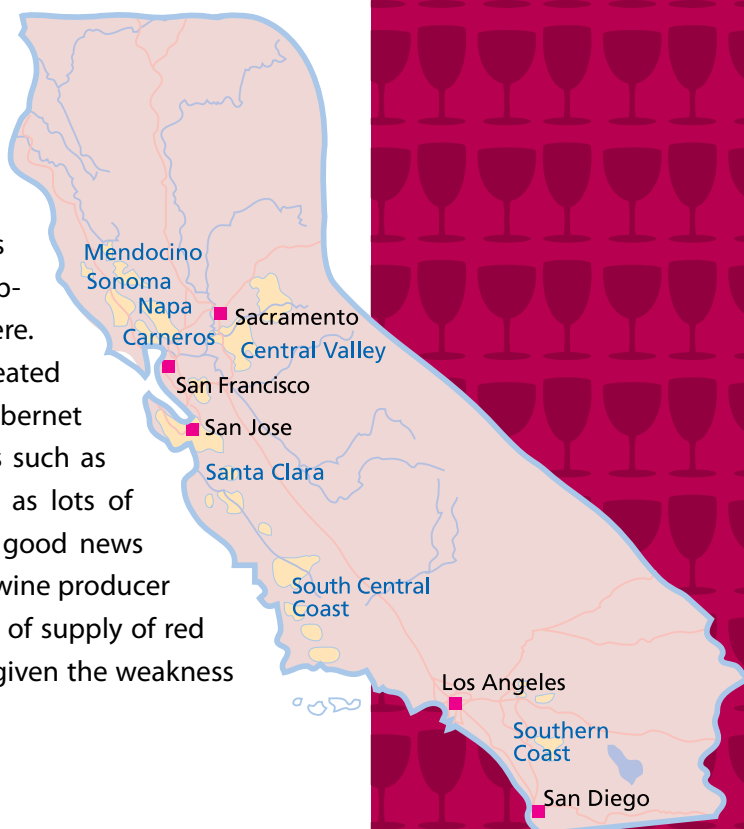 s
p-
ere.
eated
bernet
s such as
as lots of
good news
wine producer
of supply of red
given the weakness
Mendocino
Sonoma
Napa
Carneros
Sacramento
Central Valley
San Francisco
San Jose
Santa Clara
South Central
Coast
Los Angeles
Southern
Coast
San Diego